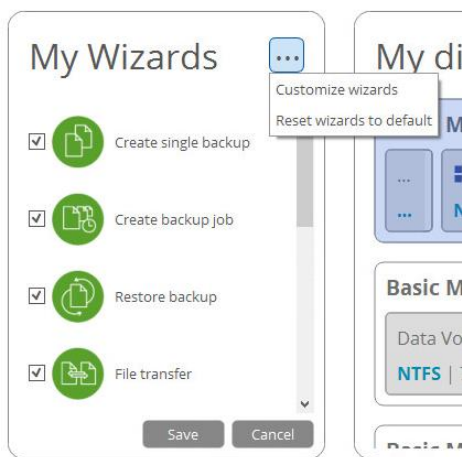 My Wizards
...
Customize wizards
Reset wizards to default
Create single backup
Create backup job
Restore backup
File transfer
Save
Cancel
My di
M
...
...
N
Basic M
Data Vo
NTFS |
Basic M